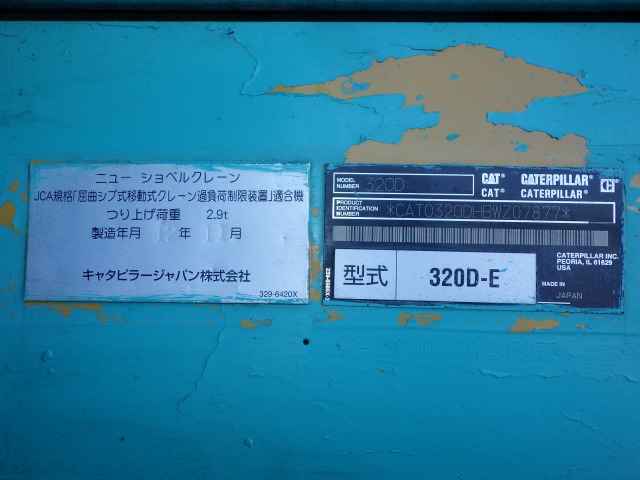 ニュー ショベルクレーン
JCA規格「屈曲ジブ式移動式クレーン過負荷制限装置」適合機
つり上げ荷重 2.9t
製造年月 12年 11月
キャタピラージャパン株式会社
329-6420X
MODEL NUMBER 320D
CAT CATERPILLAR
CAT® CATERPILLAR®
PRODUCT IDENTIFICATION NUMBER *CAT0320DHBWZ07877*
型式 320D-E
CATERPILLAR INC.
PEORIA, IL 61629
USA
MADE IN
JAPAN